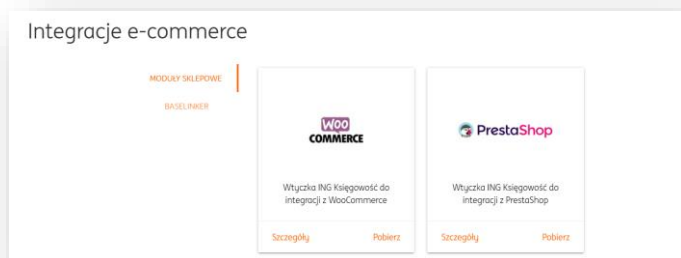 Integracje e-commerce
MODUŁY SKLEPOWE
BASELINKER
WOO
COMMERCE
Wtyczka ING Księgowość do
integracji z WooCommerce
Szczegóły Pobierz
PrestaShop
Wtyczka ING Księgowość do
integracji z PrestaShop
Szczegóły Pobierz